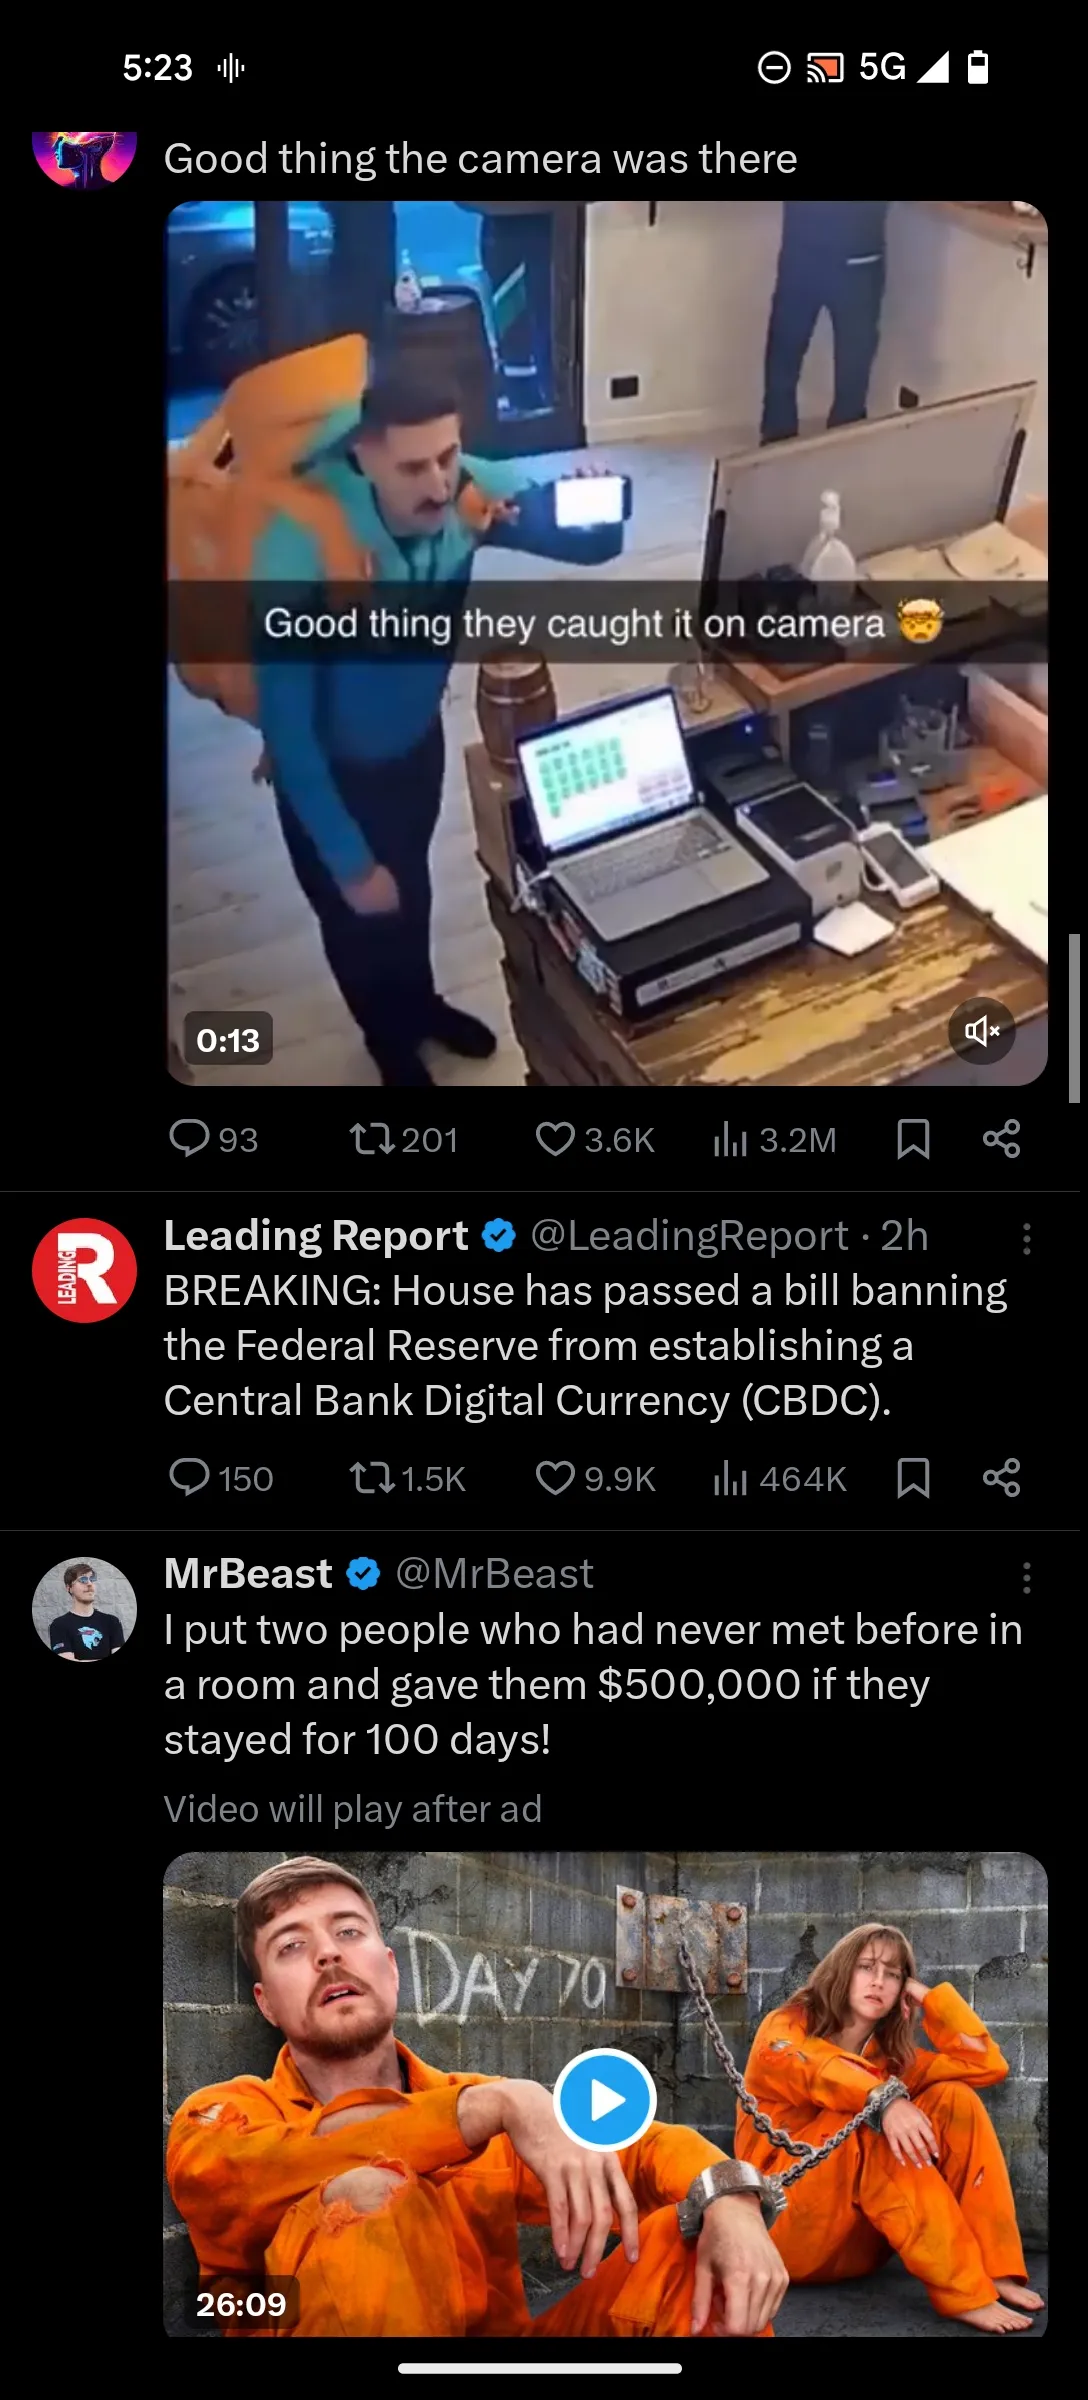 5:23 5G
Good thing the camera was there
Good thing they caught it on camera 🤯
0:13
93 201 3.6K 3.2M
LEADING R
Leading Report @LeadingReport · 2h
BREAKING: House has passed a bill banning
the Federal Reserve from establishing a
Central Bank Digital Currency (CBDC).
150 1.5K 9.9K 464K
MrBeast @MrBeast
I put two people who had never met before in
a room and gave them $500,000 if they
stayed for 100 days!
Video will play after ad
DAY 70
26:09